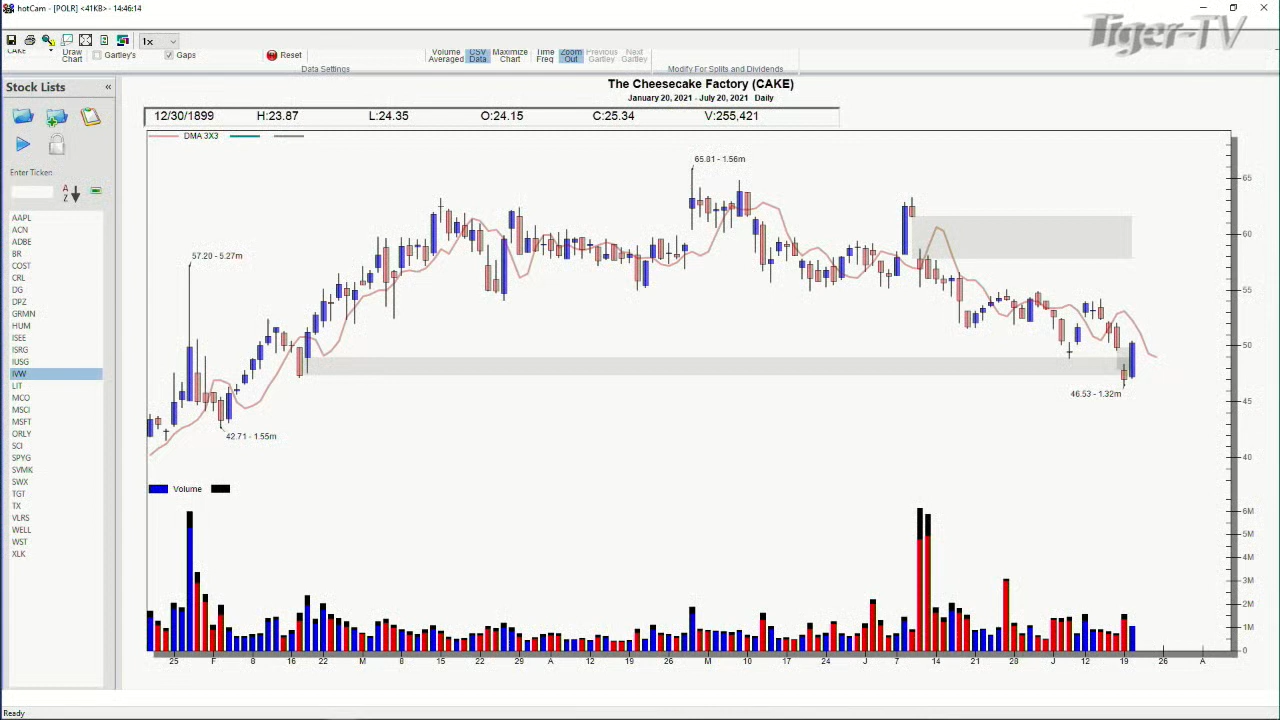 hotCam - [POLR] <41KB> - 14:46:14
Tiger-TV
1x
CAKE Draw Chart Gartley's Gaps Reset Volume Averaged CSV Data Maximize Chart Time Freq Zoom Out Previous Gartley Next Gartley
Data Settings Modify For Splits and Dividends
Stock Lists «
The Cheesecake Factory (CAKE)
January 20, 2021 - July 20, 2021 Daily
12/30/1899 H:23.87 L:24.35 O:24.15 C:25.34 V:255,421
DMA 3X3
Enter Ticker:
A
Z
AAPL
ACN
ADBE
BR
COST
CRL
DG
DPZ
GRMN
HUM
ISEE
ISRG
IUSG
IVW
LIT
MCO
MSCI
MSFT
ORLY
SCI
SPYG
SVMK
SWX
TGT
TX
VLRS
WELL
WST
XLK
65.81 - 1.56m
57.20 - 5.27m
46.53 - 1.32m
42.71 - 1.55m
65
60
55
50
45
40
Volume
6M
5M
4M
3M
2M
1M
0
25 F 8 16 22 M 8 15 22 A 12 19 26 M 10 17 24 J 7 14 21 28 J 12 19 26 A
Ready